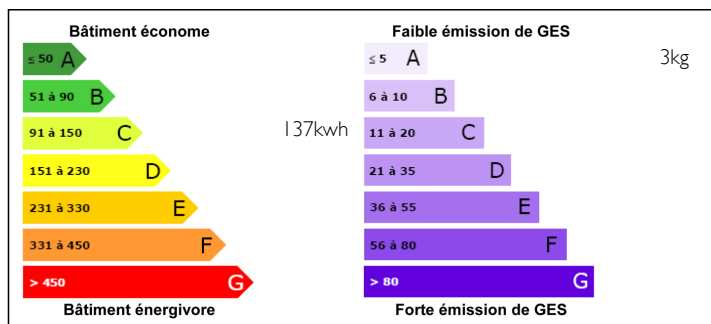 Bâtiment économe
≤ 50 A
51 à 90 B
91 à 150 C
137kwh
151 à 230 D
231 à 330 E
331 à 450 F
> 450 G
Bâtiment énergivore
Faible émission de GES
≤ 5 A
3kg
6 à 10 B
11 à 20 C
21 à 35 D
36 à 55 E
56 à 80 F
> 80 G
Forte émission de GES